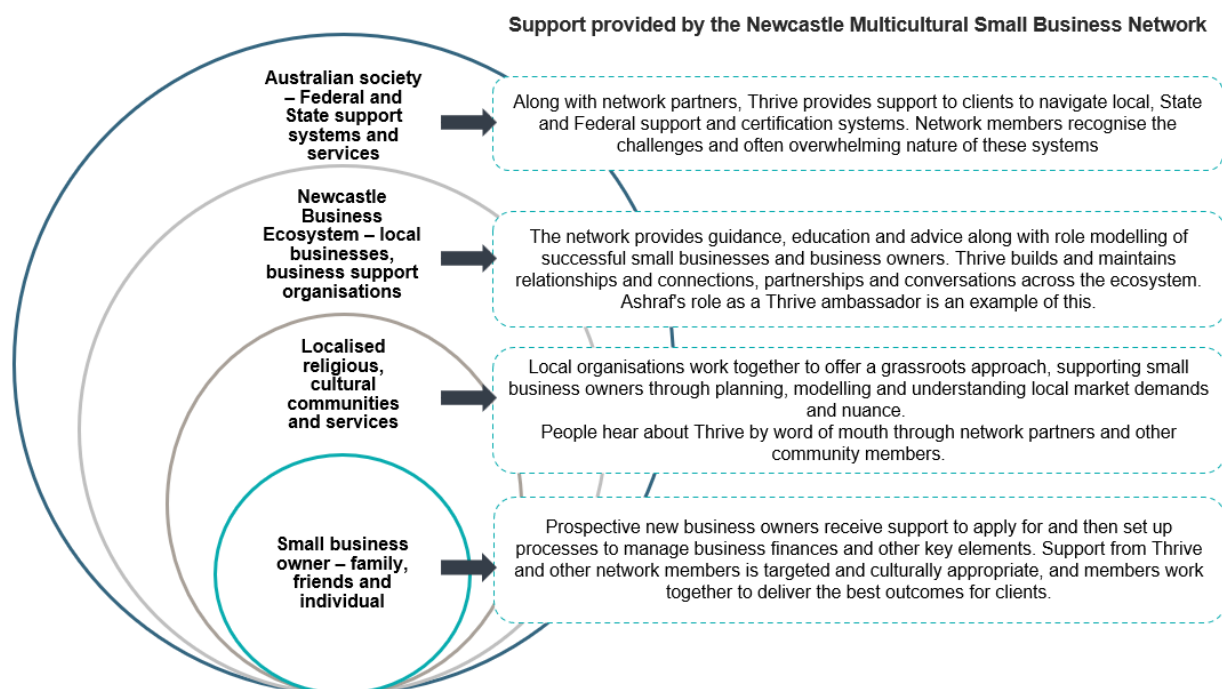 Support provided by the Newcastle Multicultural Small Business Network
Australian society
– Federal and
State support
systems and
services
Along with network partners, Thrive provides support to clients to navigate local, State
and Federal support and certification systems. Network members recognise the
challenges and often overwhelming nature of these systems
Newcastle
Business
Ecosystem – local
businesses,
business support
organisations
The network provides guidance, education and advice along with role modelling of
successful small businesses and business owners. Thrive builds and maintains
relationships and connections, partnerships and conversations across the ecosystem.
Ashraf's role as a Thrive ambassador is an example of this.
Localised
religious,
cultural
communities
and services
Local organisations work together to offer a grassroots approach, supporting small
business owners through planning, modelling and understanding local market demands
and nuance.
People hear about Thrive by word of mouth through network partners and other
community members.
Small business
owner – family,
friends and
individual
Prospective new business owners receive support to apply for and then set up
processes to manage business finances and other key elements. Support from Thrive
and other network members is targeted and culturally appropriate, and members work
together to deliver the best outcomes for clients.